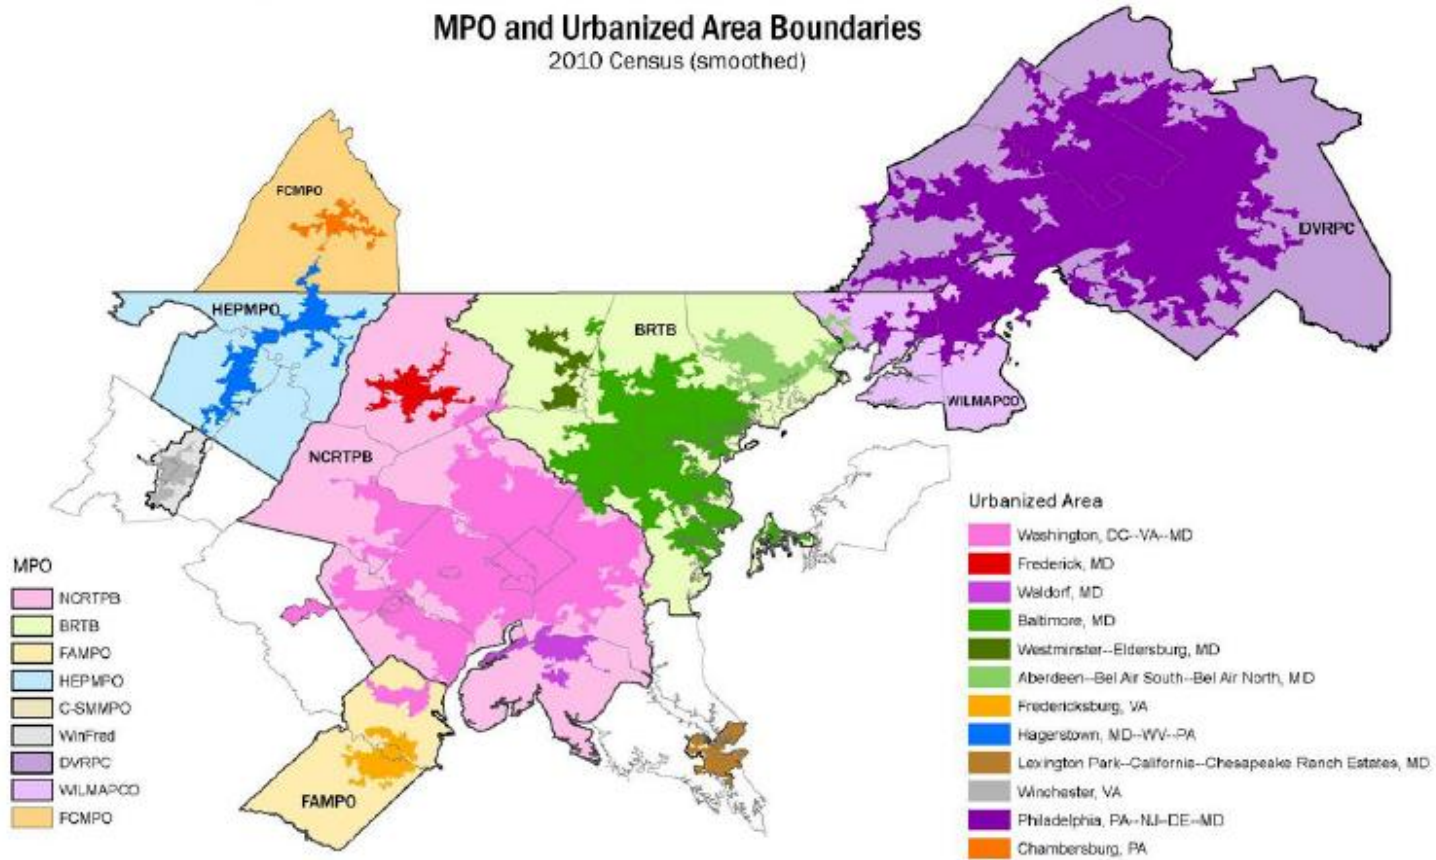 MPO and Urbanized Area Boundaries
2010 Census (smoothed)
FCMPO
DVRPC
HEPMPO
BRTB
WILMAPCO
NCRTPB
FAMPO
MPO
NCRTPB
BRTB
FAMPO
HEPMPO
C-SMMPO
WinFred
DVRPC
WILMAPCO
FCMPO
Urbanized Area
Washington, DC--VA--MD
Frederick, MD
Waldorf, MD
Baltimore, MD
Westminster--Eldersburg, MD
Aberdeen--Bel Air South--Bel Air North, MD
Fredericksburg, VA
Hagerstown, MD--WV--PA
Lexington Park--California--Chesapeake Ranch Estates, MD
Winchester, VA
Philadelphia, PA--NJ--DE--MD
Chambersburg, PA